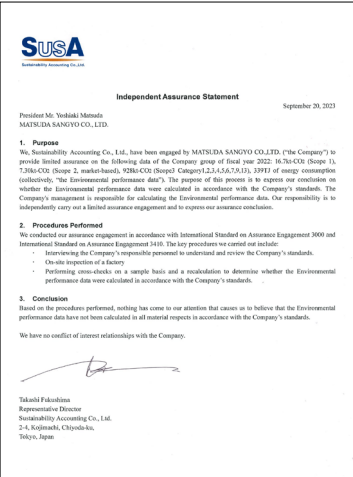 SusA
Sustainability Accounting Co., Ltd.
Independent Assurance Statement
September 20, 2023
President Mr. Yoshiaki Matsuda
MATSUDA SANGYO CO., LTD.
1. Purpose
We, Sustainability Accounting Co., Ltd., have been engaged by MATSUDA SANGYO CO.,LTD. ("the Company") to
provide limited assurance on the following data of the Company group of fiscal year 2022: 16.7kt-CO2 (Scope 1),
7.30kt-CO2 (Scope 2, market-based), 928kt-CO2 (Scope3 Category1,2,3,4,5,6,7,9,13), 339TJ of energy consumption
(collectively, "the Environmental performance data"). The purpose of this process is to express our conclusion on
whether the Environmental performance data were calculated in accordance with the Company's standards. The
Company's management is responsible for calculating the Environmental performance data. Our responsibility is to
independently carry out a limited assurance engagement and to express our assurance conclusion.
2. Procedures Performed
We conducted our assurance engagement in accordance with International Standard on Assurance Engagement 3000 and
International Standard on Assurance Engagement 3410. The key procedures we carried out include:
· Interviewing the Company's responsible personnel to understand and review the Company's standards.
· On-site inspection of a factory
· Performing cross-checks on a sample basis and a recalculation to determine whether the Environmental
performance data were calculated in accordance with the Company's standards.
3. Conclusion
Based on the procedures performed, nothing has come to our attention that causes us to believe that the Environmental
performance data have not been calculated in all material respects in accordance with the Company's standards.
We have no conflict of interest relationships with the Company.
Takashi Fukushima
Representative Director
Sustainability Accounting Co., Ltd.
2-4, Kojimachi, Chiyoda-ku,
Tokyo, Japan